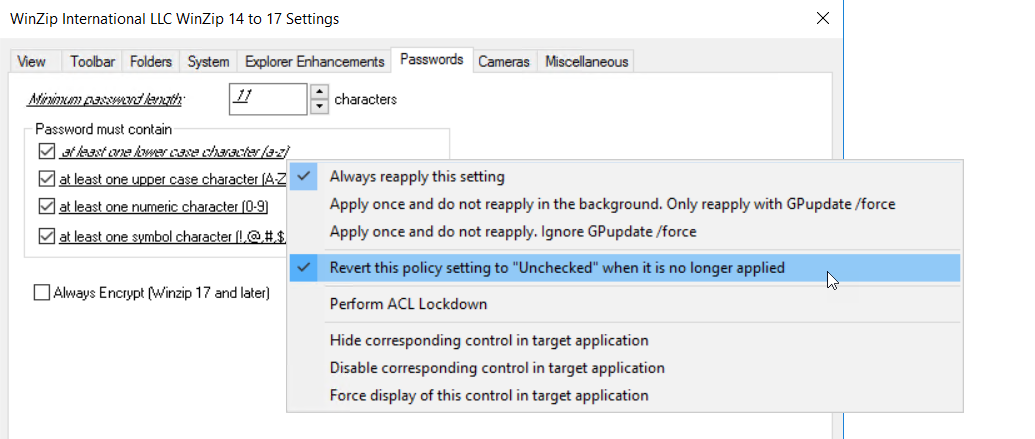 WinZip International LLC WinZip 14 to 17 Settings
View Toolbar Folders System Explorer Enhancements Passwords Cameras Miscellaneous
Minimum password length: 11 characters
Password must contain
at least one lower case character (a-z)
at least one upper case character (A-Z
at least one numeric character (0-9)
at least one symbol character (!,@,#,$,
Always Encrypt (Winzip 17 and later)
Always reapply this setting
Apply once and do not reapply in the background. Only reapply with GPupdate /force
Apply once and do not reapply. Ignore GPupdate /force
Revert this policy setting to "Unchecked" when it is no longer applied
Perform ACL Lockdown
Hide corresponding control in target application
Disable corresponding control in target application
Force display of this control in target application